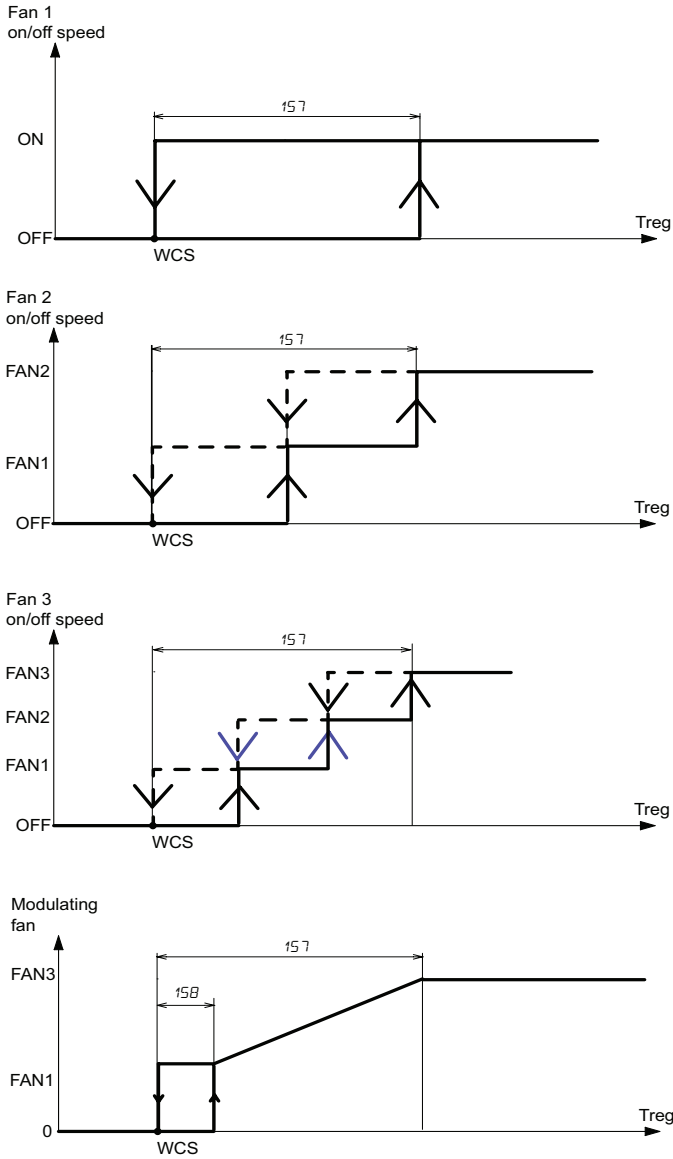 Fan 1
on/off speed
157
ON
Treg
OFF
WCS
Fan 2
on/off speed
157
FAN2
FAN1
Treg
OFF
WCS
Fan 3
on/off speed
157
FAN3
FAN2
FAN1
Treg
OFF
WCS
Modulating
fan
157
FAN3
158
FAN1
Treg
0
WCS